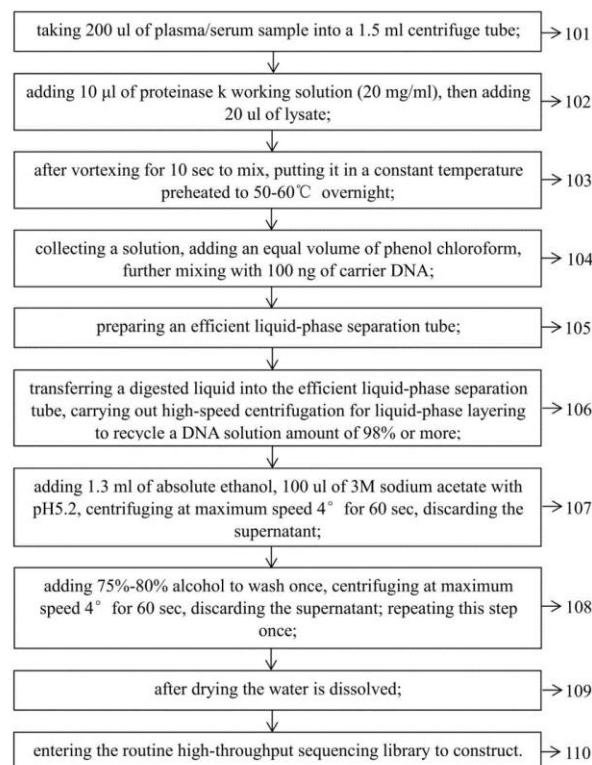 taking 200 ul of plasma/serum sample into a 1.5 ml centrifuge tube;
101
adding 10 μl of proteinase k working solution (20 mg/ml), then adding
20 ul of lysate;
102
after vortexing for 10 sec to mix, putting it in a constant temperature
preheated to 50-60℃ overnight;
103
collecting a solution, adding an equal volume of phenol chloroform,
further mixing with 100 ng of carrier DNA;
104
preparing an efficient liquid-phase separation tube;
105
transferring a digested liquid into the efficient liquid-phase separation
tube, carrying out high-speed centrifugation for liquid-phase layering
to recycle a DNA solution amount of 98% or more;
106
adding 1.3 ml of absolute ethanol, 100 ul of 3M sodium acetate with
pH5.2, centrifuging at maximum speed 4° for 60 sec, discarding the
supernatant;
107
adding 75%-80% alcohol to wash once, centrifuging at maximum
speed 4° for 60 sec, discarding the supernatant; repeating this step
once;
108
after drying the water is dissolved;
109
entering the routine high-throughput sequencing library to construct.
110